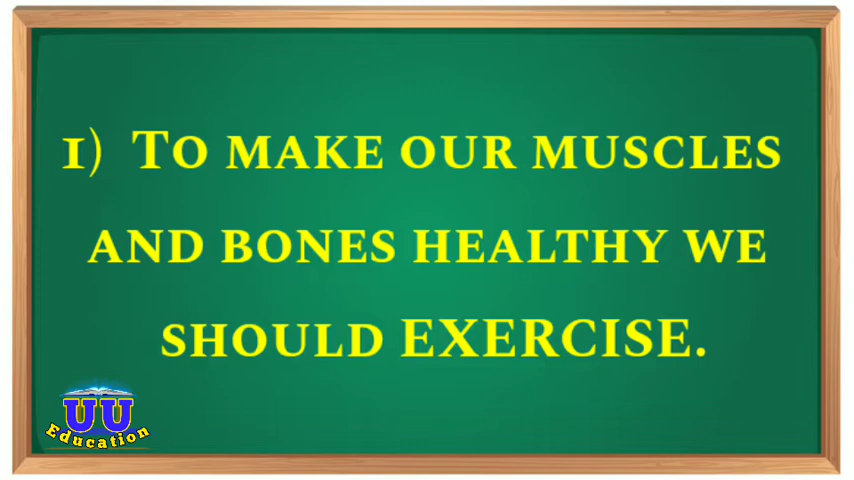 1) To make our muscles
and bones healthy we
should EXERCISE.
UU
Education